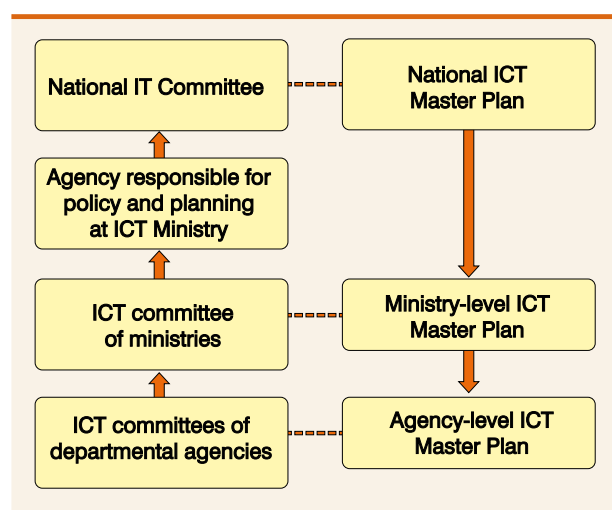 National IT Committee
National ICT
Master Plan
Agency responsible for
policy and planning
at ICT Ministry
ICT committee
of ministries
Ministry-level ICT
Master Plan
ICT committees of
departmental agencies
Agency-level ICT
Master Plan